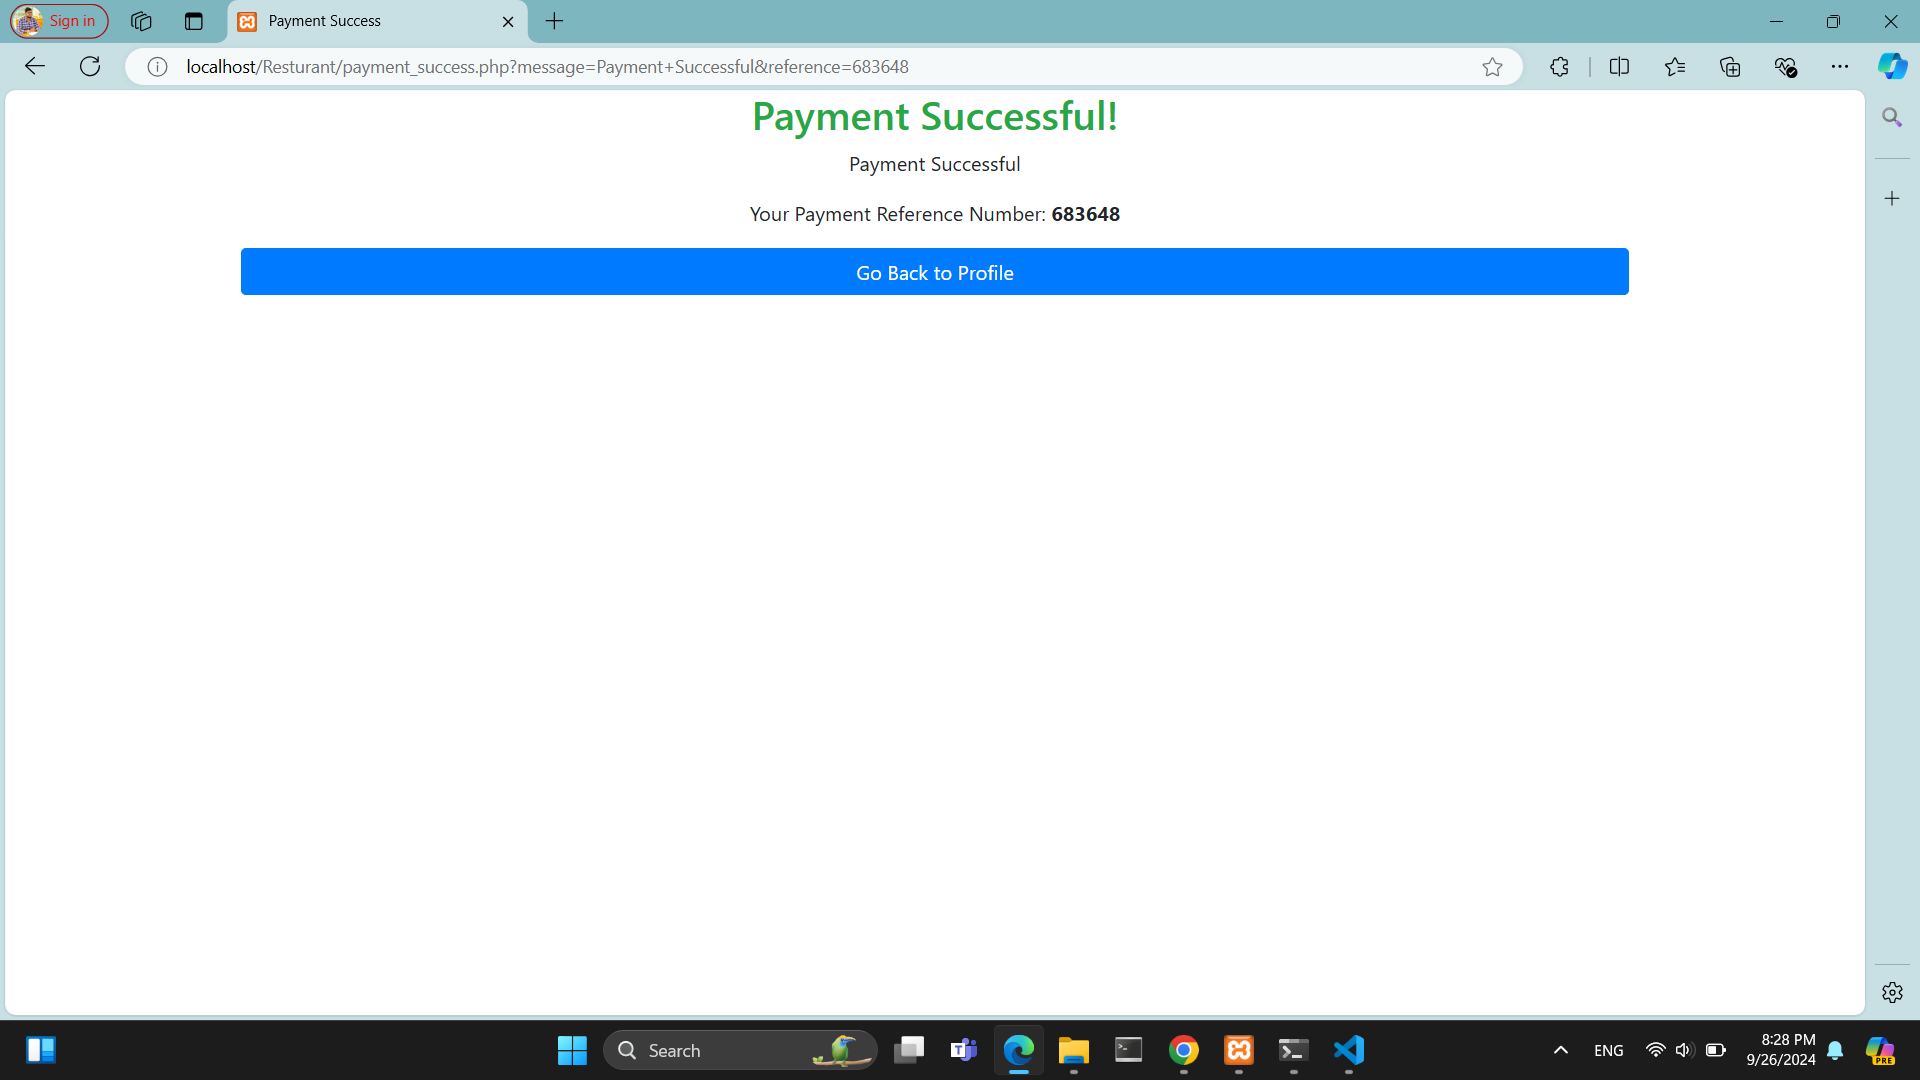 Sign in
Payment Success
localhost/Resturant/payment_success.php?message=Payment+Successful&reference=683648
Payment Successful!
Payment Successful
Your Payment Reference Number: 683648
Go Back to Profile
Search
ENG
8:28 PM
9/26/2024
PRE